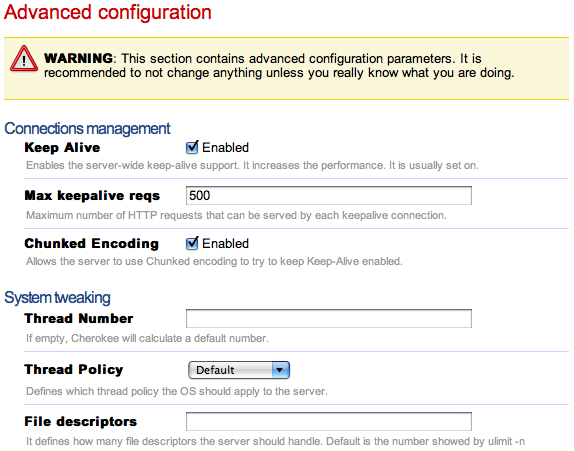 Advanced configuration
WARNING: This section contains advanced configuration parameters. It is
recommended to not change anything unless you really know what you are doing.
Connections management
Keep Alive Enabled
Enables the server-wide keep-alive support. It increases the performance. It is usually set on.
Max keepalive reqs 500
Maximum number of HTTP requests that can be served by each keepalive connection.
Chunked Encoding Enabled
Allows the server to use Chunked encoding to try to keep Keep-Alive enabled.
System tweaking
Thread Number
If empty, Cherokee will calculate a default number.
Thread Policy Default
Defines which thread policy the OS should apply to the server.
File descriptors
It defines how many file descriptors the server should handle. Default is the number showed by ulimit -n